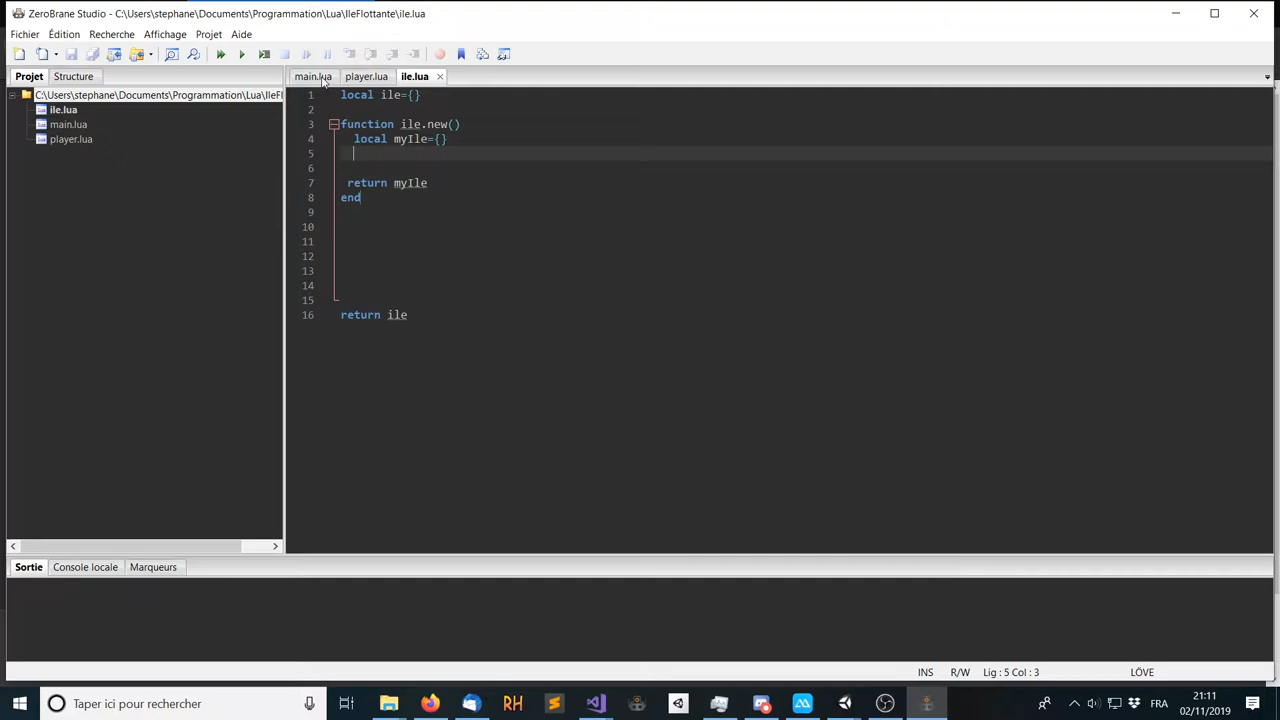 ZeroBrane Studio - C:\Users\stephane\Documents\Programmation\Lua\IleFlottante\ile.lua
Fichier Édition Recherche Affichage Projet Aide
Projet Structure
main.lua player.lua ile.lua
C:\Users\stephane\Documents\Programmation\Lua\IleFl
ile.lua
main.lua
player.lua
1 local ile={}
2
3 function ile.new()
4 local myIle={}
5
6
7 return myIle
8 end
9
10
11
12
13
14
15
16 return ile
Sortie Console locale Marqueurs
INS R/W Lig : 5 Col : 3 LÖVE
Taper ici pour rechercher
RH
FRA
21:11
02/11/2019